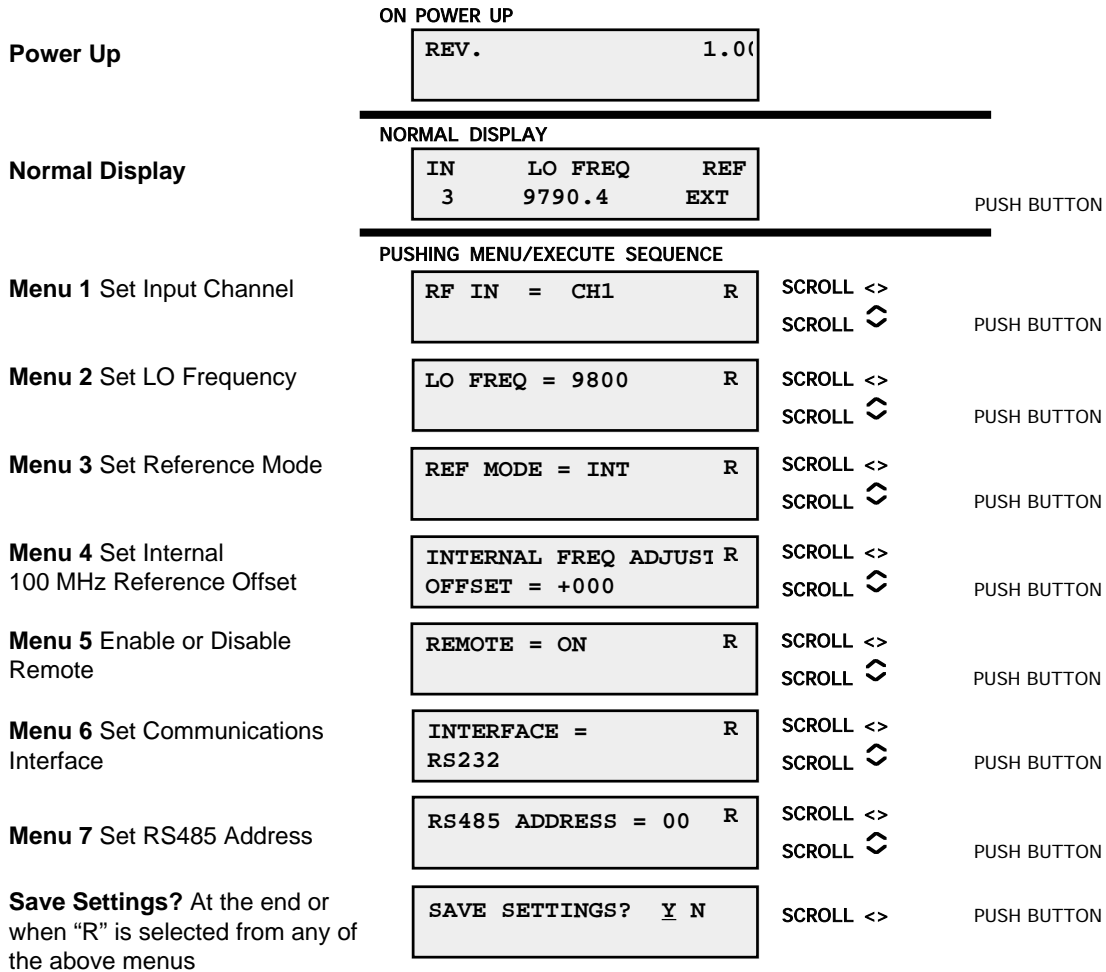 ON POWER UP
Power Up
REV. 1.00
NORMAL DISPLAY
Normal Display
IN LO FREQ REF
3 9790.4 EXT
PUSH BUTTON
PUSHING MENU/EXECUTE SEQUENCE
Menu 1 Set Input Channel
RF IN = CH1 R
SCROLL <>
SCROLL
PUSH BUTTON
Menu 2 Set LO Frequency
LO FREQ = 9800 R
SCROLL <>
SCROLL
PUSH BUTTON
Menu 3 Set Reference Mode
REF MODE = INT R
SCROLL <>
SCROLL
PUSH BUTTON
Menu 4 Set Internal
100 MHz Reference Offset
INTERNAL FREQ ADJUST R
OFFSET = +000
SCROLL <>
SCROLL
PUSH BUTTON
Menu 5 Enable or Disable
Remote
REMOTE = ON R
SCROLL <>
SCROLL
PUSH BUTTON
Menu 6 Set Communications
Interface
INTERFACE = R
RS232
SCROLL <>
SCROLL
PUSH BUTTON
Menu 7 Set RS485 Address
RS485 ADDRESS = 00 R
SCROLL <>
SCROLL
PUSH BUTTON
Save Settings? At the end or
when “R” is selected from any of
the above menus
SAVE SETTINGS? Y N
SCROLL <>
PUSH BUTTON